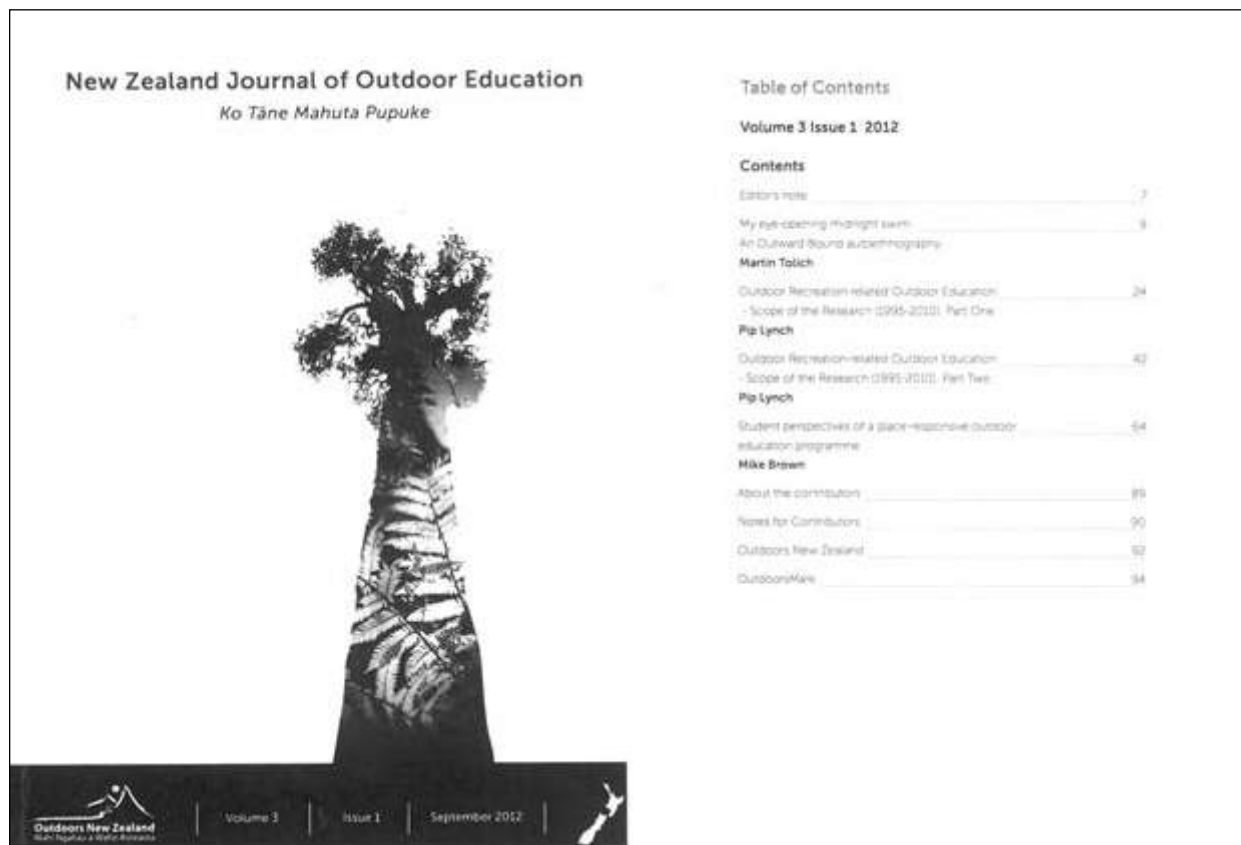 New Zealand Journal of Outdoor Education
Ko Tāne Mahuta Pupuke
Outdoors New Zealand
Volume 3
Issue 1
September 2012
Table of Contents
Volume 3 Issue 1 2012
Contents
Editor's note 7
My eye-opening midnight swim
An Outward Bound autoethnography
Martin Tolich
Outdoor Recreation-related Outdoor Education 24
- Scope of the Research (1995-2010). Part One
Pip Lynch
Outdoor Recreation-related Outdoor Education 42
- Scope of the Research (1995-2010). Part Two
Pip Lynch
Student perspectives of a place-responsive outdoor 64
education programme
Mike Brown
About the contributors 89
Notes for Contributors 90
Outdoors New Zealand 92
OutdoorsMark 94